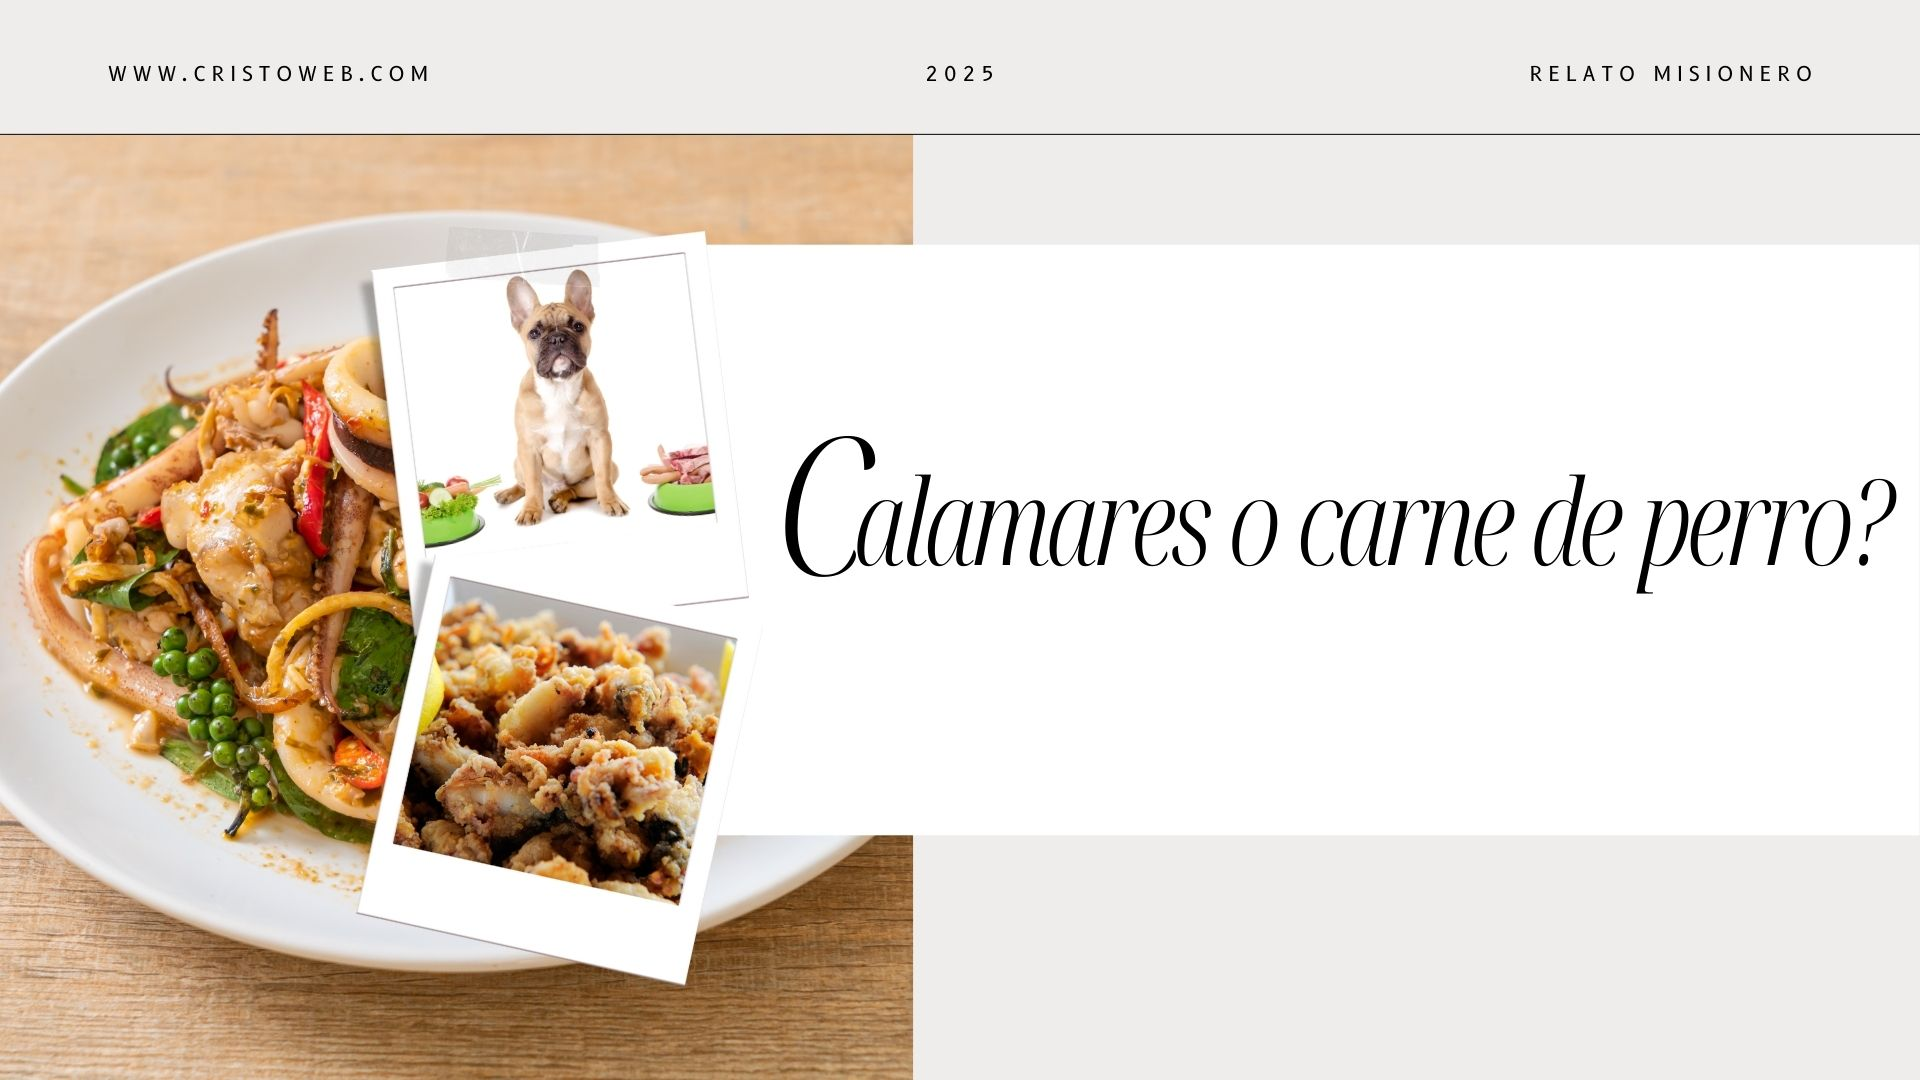 WWW.CRISTOWEB.COM
2025
RELATO MISIONERO
Calamares o carne de perro?